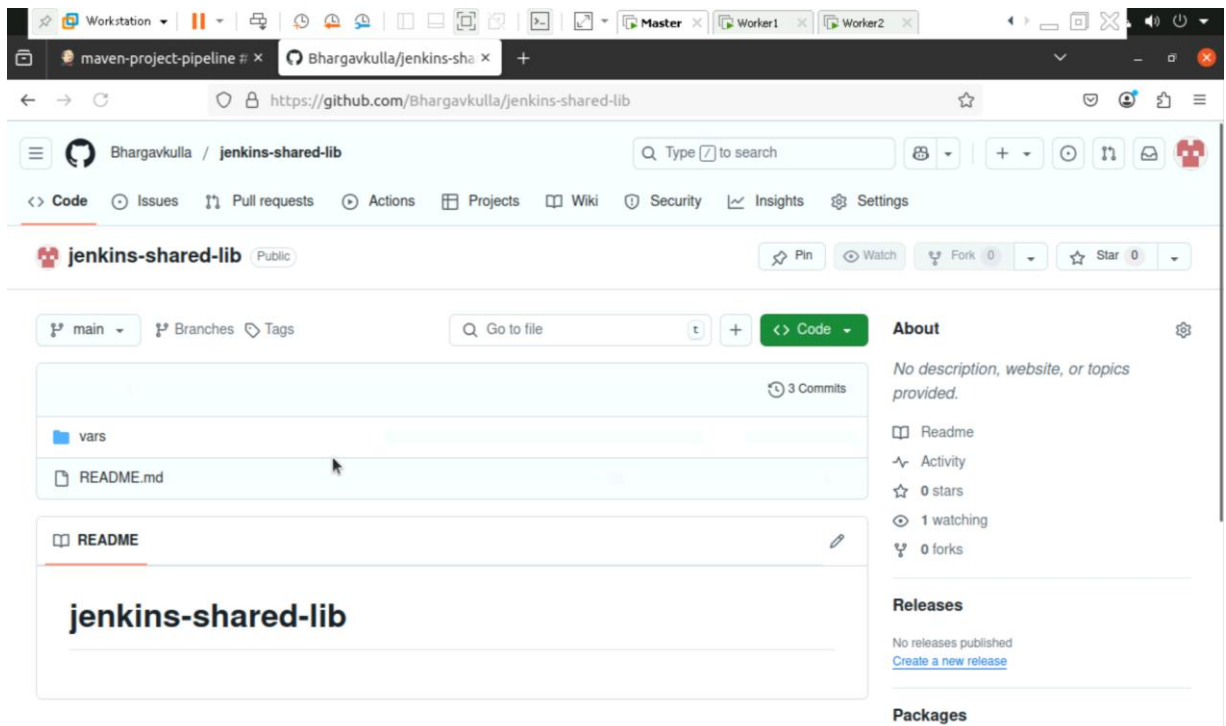 Workstation Master Worker1 Worker2
maven-project-pipeline # Bhargavkulla/jenkins-sha
https://github.com/Bhargavkulla/jenkins-shared-lib
Bhargavkulla / jenkins-shared-lib Type / to search
<> Code Issues Pull requests Actions Projects Wiki Security Insights Settings
jenkins-shared-lib Public Pin Watch Fork 0 Star 0
main Branches Tags Go to file t + <> Code
3 Commits
vars
README.md
README
jenkins-shared-lib
About
No description, website, or topics
provided.
Readme
Activity
0 stars
1 watching
0 forks
Releases
No releases published
Create a new release
Packages